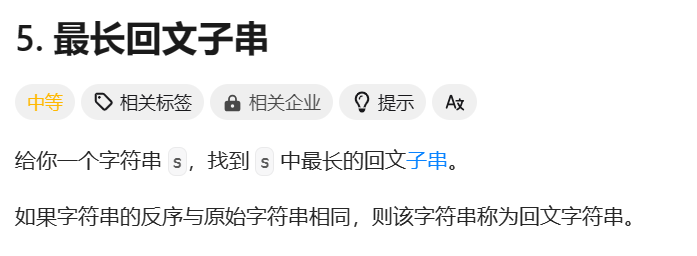 5. 最长回文子串
中等 相关标签 相关企业 提示 A文
给你一个字符串 s，找到 s 中最长的回文子串。
如果字符串的反序与原始字符串相同，则该字符串称为回文字符串。